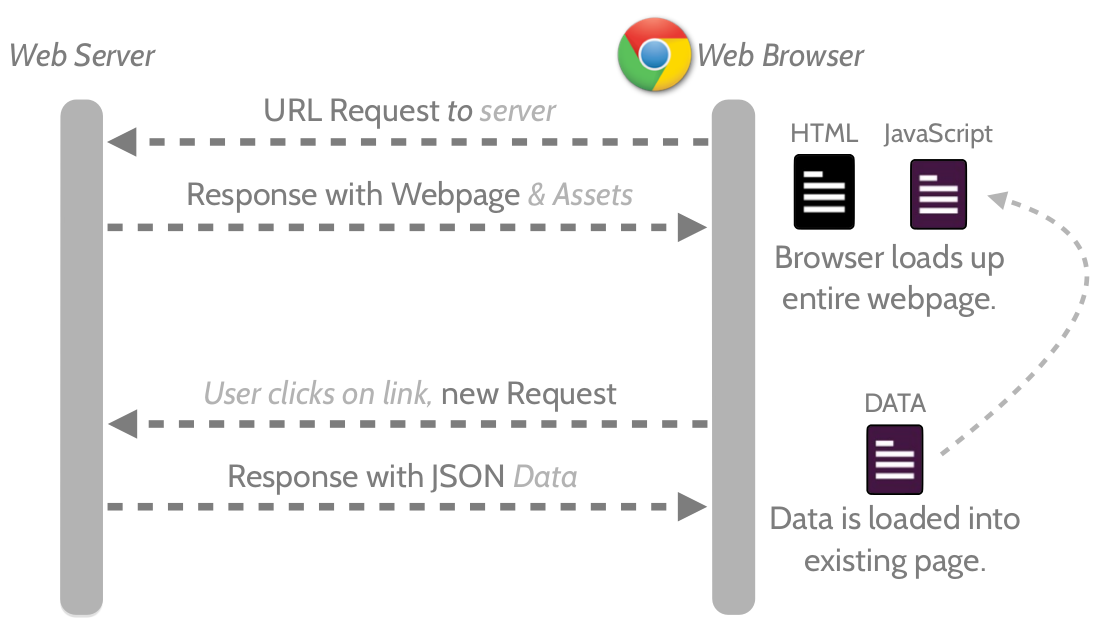 Web Server
Web Browser
URL Request to server
HTML
JavaScript
Response with Webpage & Assets
Browser loads up
entire webpage.
User clicks on link, new Request
DATA
Response with JSON Data
Data is loaded into
existing page.